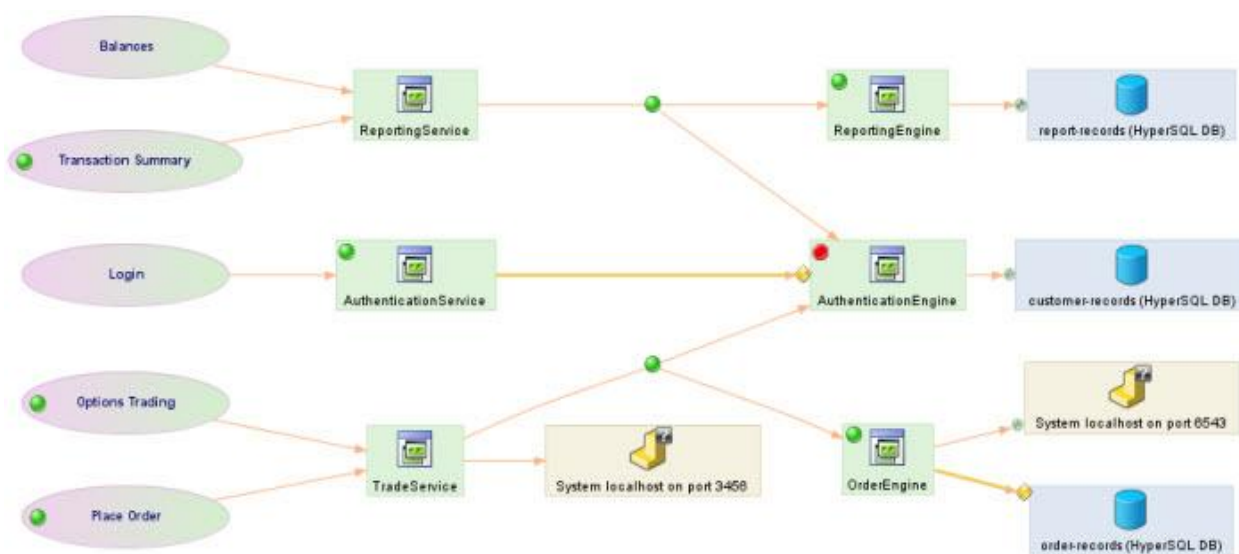 Balances
ReportingService
ReportingEngine
report-records (HyperSQL DB)
Transaction Summary
Login
AuthenticationService
AuthenticationEngine
customer-records (HyperSQL DB)
Options Trading
System localhost on port 6543
TradeService
System localhost on port 3456
OrderEngine
Place Order
order-records (HyperSQL DB)